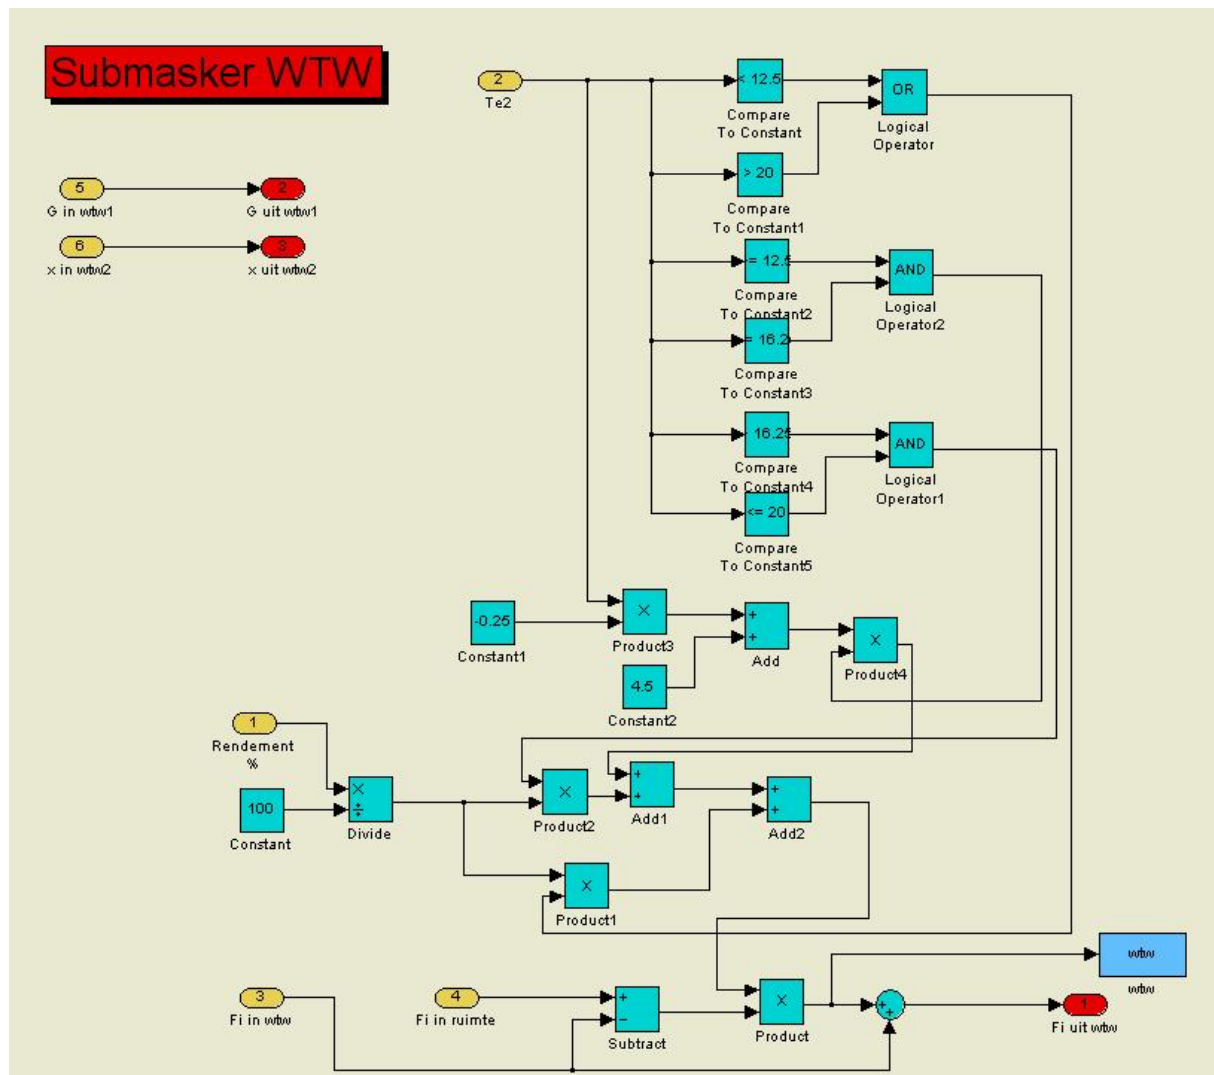 Submasker WTW
2
Te2
< 12.5
Compare
To Constant
OR
Logical
Operator
> 20
Compare
To Constant1
5
G in wtw1
2
G uit wtw1
6
x in wtw2
3
x uit wtw2
= 12.5
Compare
To Constant2
AND
Logical
Operator2
= 16.2
Compare
To Constant3
16.25
Compare
To Constant4
AND
Logical
Operator1
<= 20
Compare
To Constant5
-0.25
Constant1
×
Product3
+
+
Add
×
Product4
4.5
Constant2
1
Rendement
%
100
Constant
×
÷
Divide
×
Product2
+
+
Add1
+
+
Add2
×
Product1
3
Fi in wtw
4
Fi in ruimte
+
−
Subtract
×
Product
+
+
wtw
wtw
1
Fi uit wtw